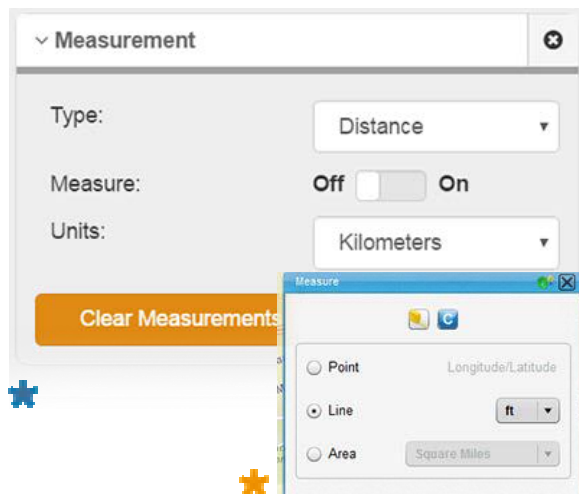 Measurement
Type:
Distance
Measure:
Off On
Units:
Kilometers
Clear Measurements
Measure
C
Point Longitude/Latitude
Line ft
Area Square Miles